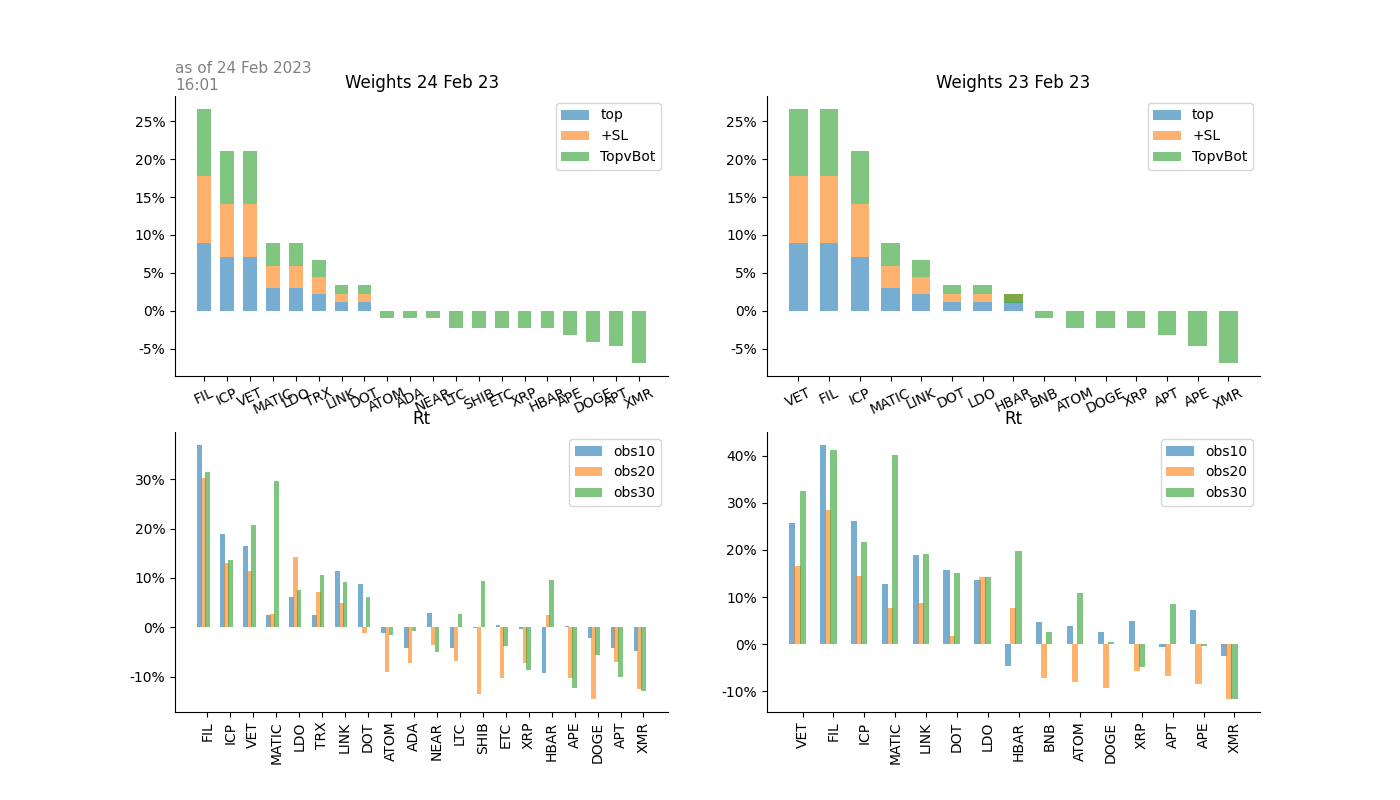 as of 24 Feb 2023
16:01
Weights 24 Feb 23
25%
20%
15%
10%
5%
0%
-5%
top
+SL
TopvBot
FIL ICP VET MATIC LDO TRX LINK DOT ATOM ADA NEAR LTC SHIB ETC XRP HBAR APE DOGE APT XMR
Weights 23 Feb 23
25%
20%
15%
10%
5%
0%
-5%
top
+SL
TopvBot
VET FIL ICP MATIC LINK DOT LDO HBAR BNB ATOM DOGE XRP APT APE XMR
Rt
30%
20%
10%
0%
-10%
obs10
obs20
obs30
FIL ICP VET MATIC LDO TRX LINK DOT ATOM ADA NEAR LTC SHIB ETC XRP HBAR APE DOGE APT XMR
Rt
40%
30%
20%
10%
0%
-10%
obs10
obs20
obs30
VET FIL ICP MATIC LINK DOT LDO HBAR BNB ATOM DOGE XRP APT APE XMR